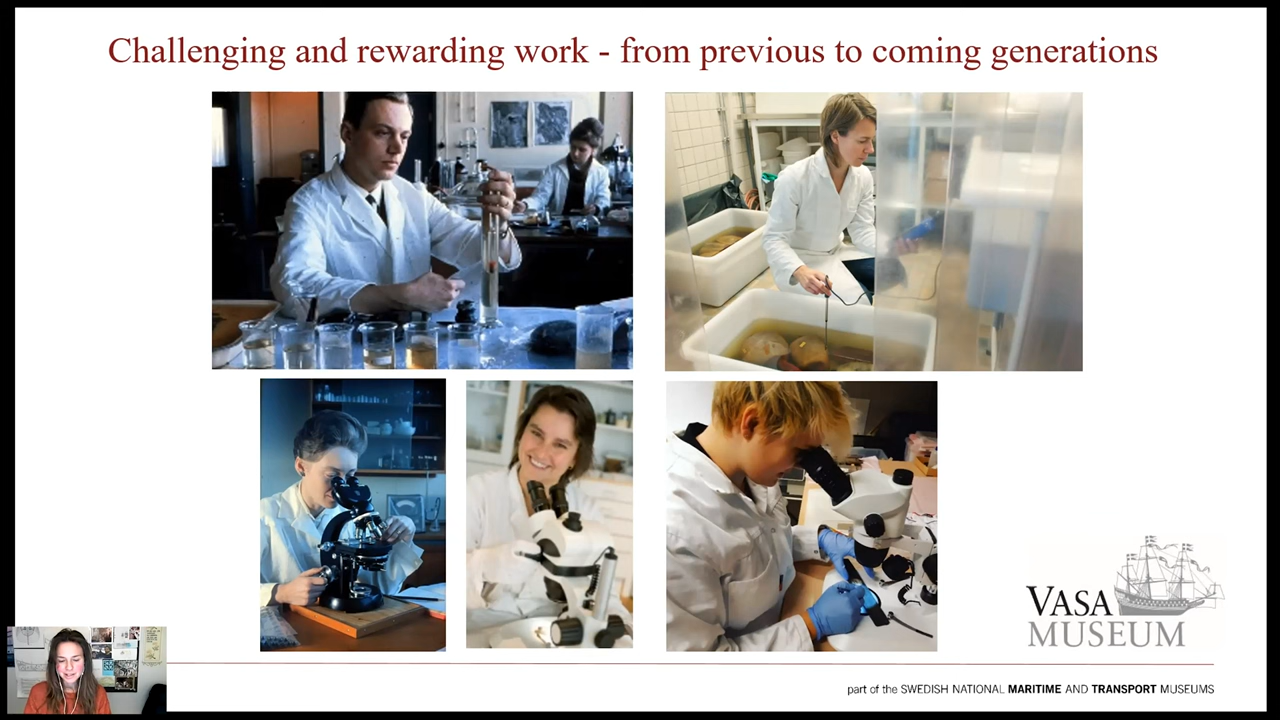 Challenging and rewarding work - from previous to coming generations
VASA
MUSEUM
part of the SWEDISH NATIONAL MARITIME AND TRANSPORT MUSEUMS